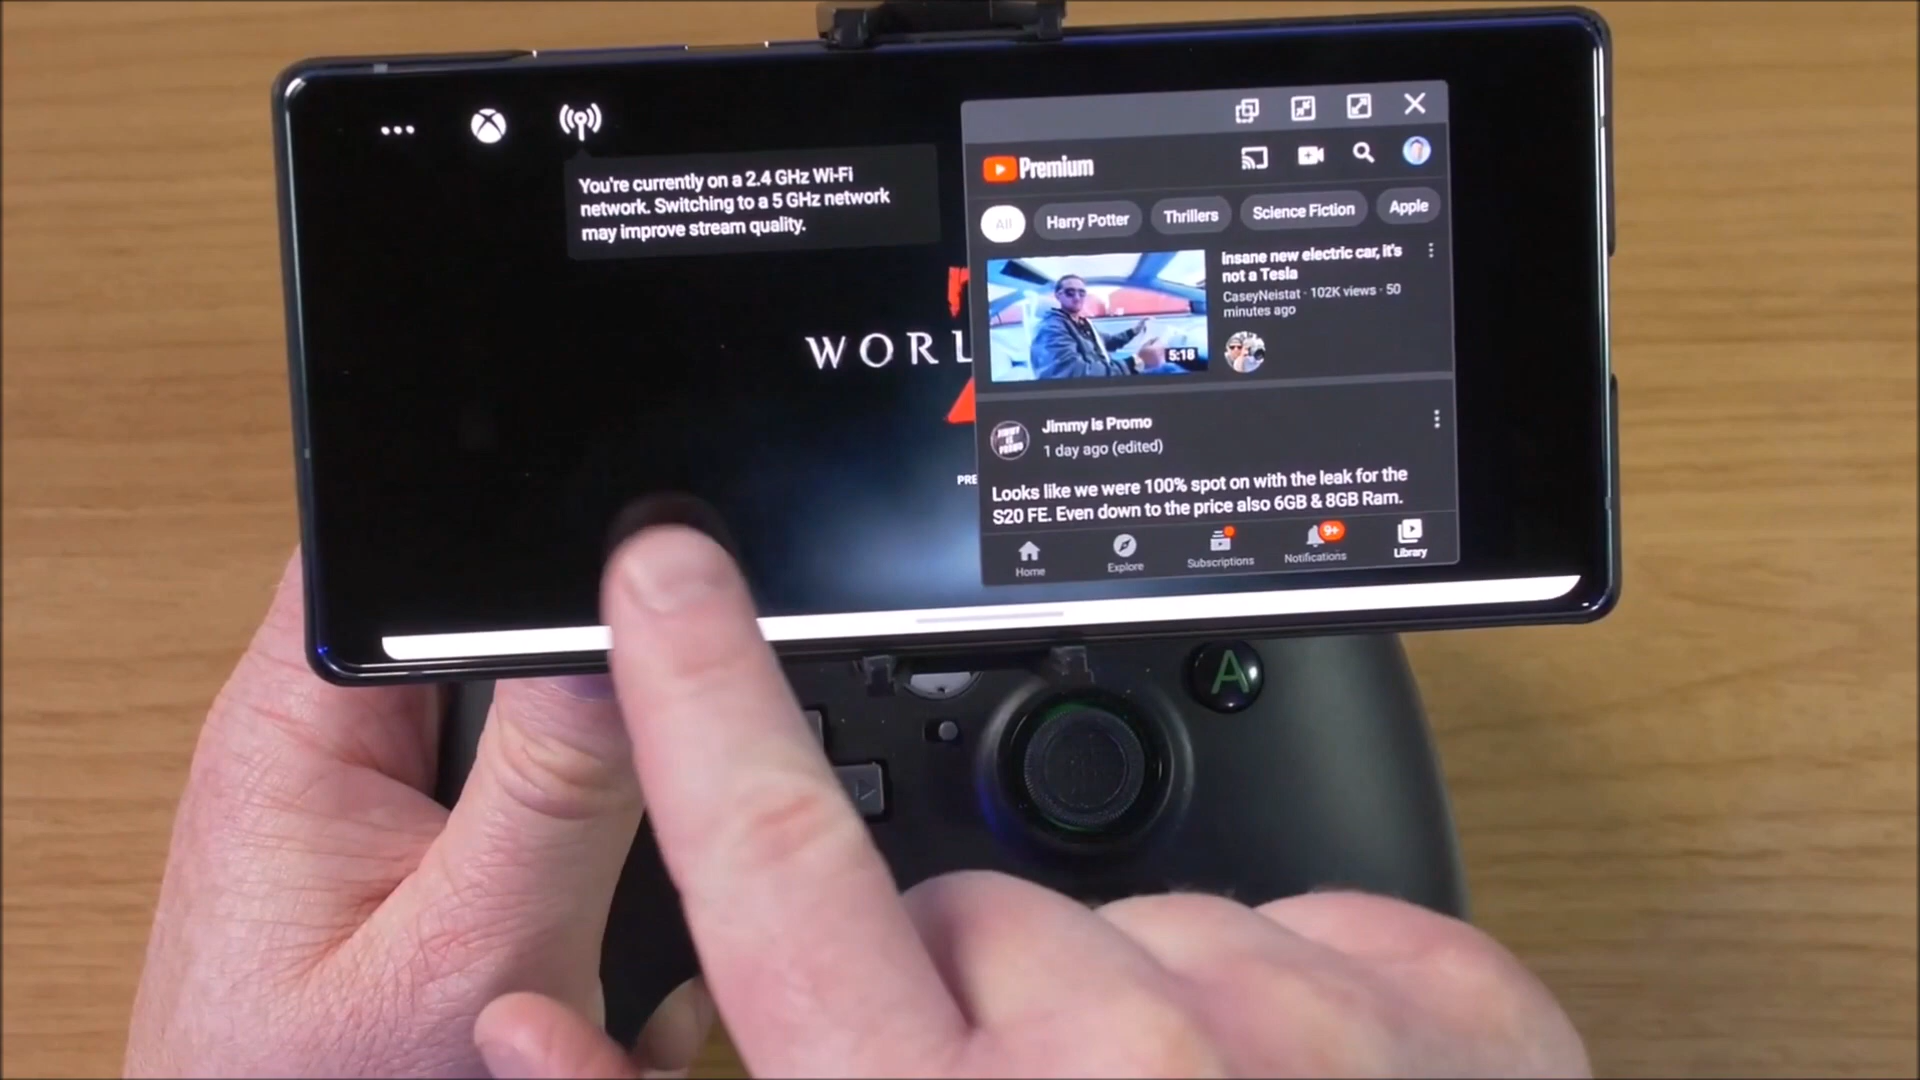 You're currently on a 2.4 GHz Wi-Fi
network. Switching to a 5 GHz network
may improve stream quality.
WORL
Z
PRE
Premium
All
Harry Potter
Thrillers
Science Fiction
Apple
Insane new electric car, it's
not a Tesla
CaseyNeistat · 102K views · 50
minutes ago
5:18
JIMMY
IS
PROMO
Jimmy Is Promo
1 day ago (edited)
Looks like we were 100% spot on with the leak for the
S20 FE. Even down to the price also 6GB & 8GB Ram.
Home
Explore
Subscriptions
9+
Notifications
Library
A